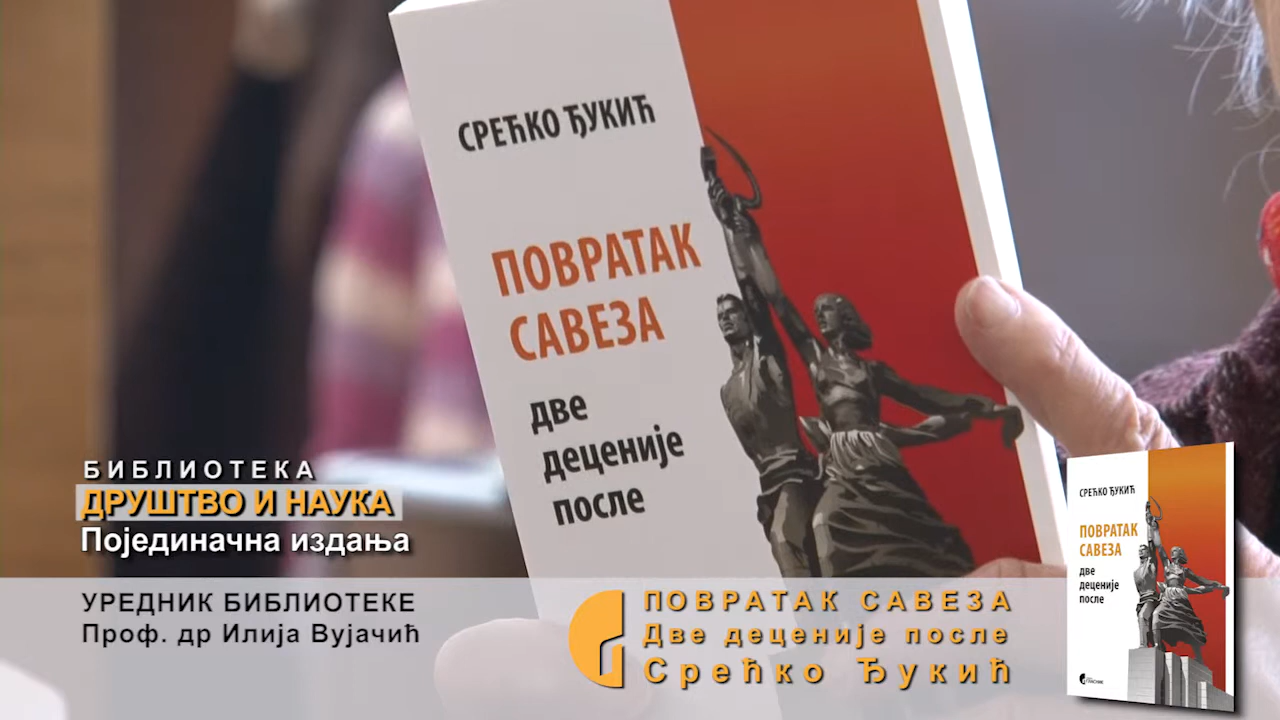 СРЕЋКО ЂУКИЋ
ПОВРАТАК
САВЕЗА
две
деценије
после
БИБЛИОТЕКА
ДРУШТВО И НАУКА
Појединачна издања
УРЕДНИК БИБЛИОТЕКЕ
Проф. др Илија Вујачић
ПОВРАТАК САВЕЗА
Две деценије после
Срећко Ђукић
СРЕЋКО ЂУКИЋ
ПОВРАТАК
САВЕЗА
две
деценије
после